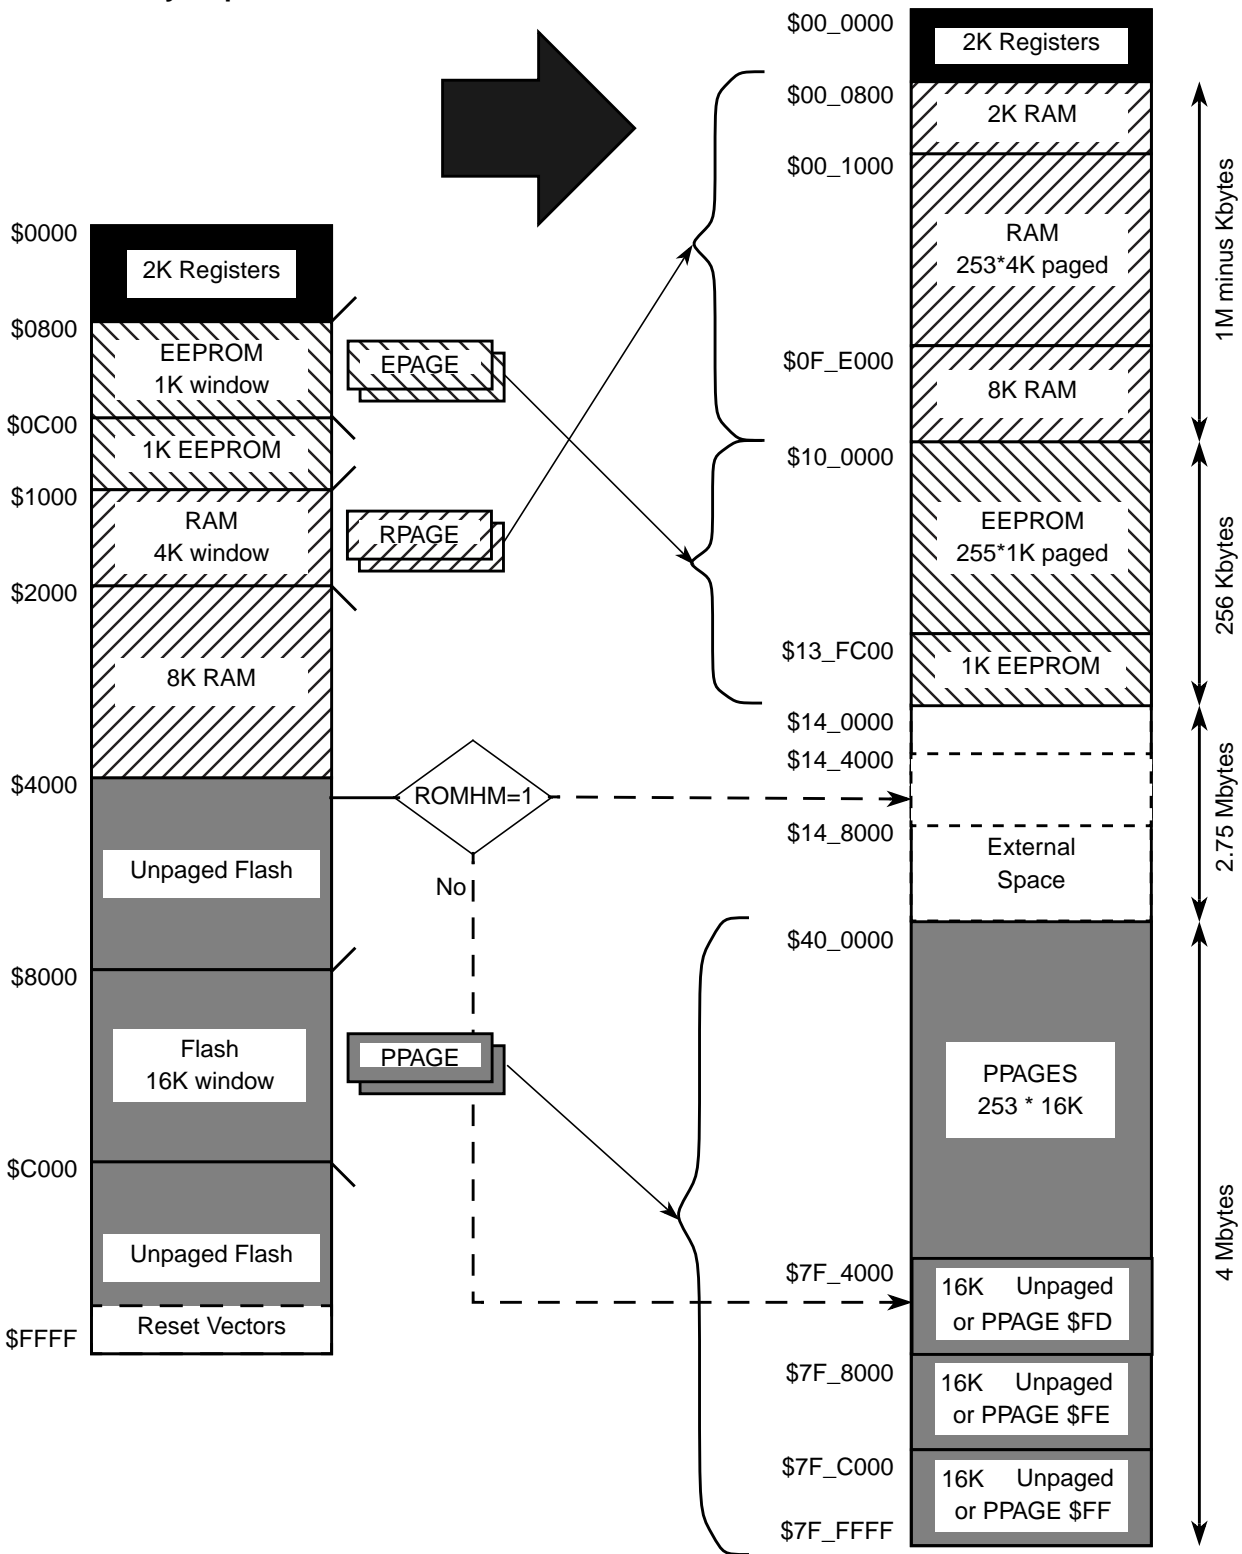 $0000
2K Registers
$0800
EEPROM
1K window
$0C00
1K EEPROM
$1000
RAM
4K window
$2000
8K RAM
$4000
Unpaged Flash
$8000
Flash
16K window
$C000
Unpaged Flash
Reset Vectors
$FFFF
EPAGE
RPAGE
ROMHM=1
No
PPAGE
$00_0000
2K Registers
$00_0800
2K RAM
$00_1000
RAM
253*4K paged
$0F_E000
8K RAM
$10_0000
EEPROM
255*1K paged
$13_FC00
1K EEPROM
$14_0000
$14_4000
$14_8000
External
Space
$40_0000
PPAGES
253 * 16K
$7F_4000
16K Unpaged
or PPAGE $FD
$7F_8000
16K Unpaged
or PPAGE $FE
$7F_C000
16K Unpaged
or PPAGE $FF
$7F_FFFF
1M minus Kbytes
256 Kbytes
2.75 Mbytes
4 Mbytes